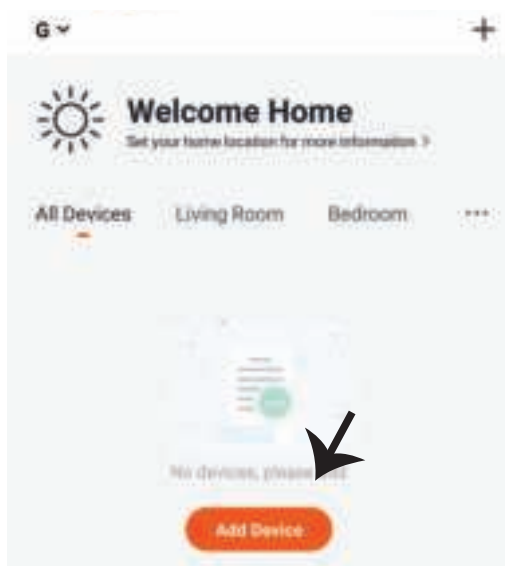 G
Welcome Home
Set your home location for more information >
All Devices Living Room Bedroom ...
No devices, please
Add Device